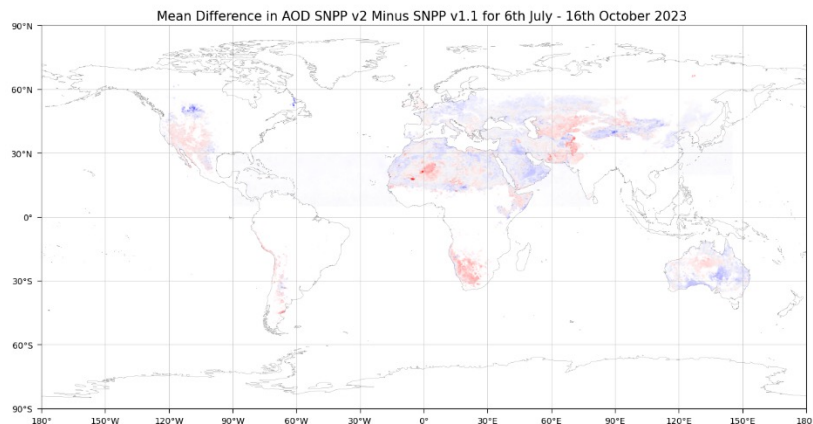 Mean Difference in AOD SNPP v2 Minus SNPP v1.1 for 6th July - 16th October 2023
90°N
60°N
30°N
0°
30°S
60°S
90°S
180° 150°W 120°W 90°W 60°W 30°W 0° 30°E 60°E 90°E 120°E 150°E 180